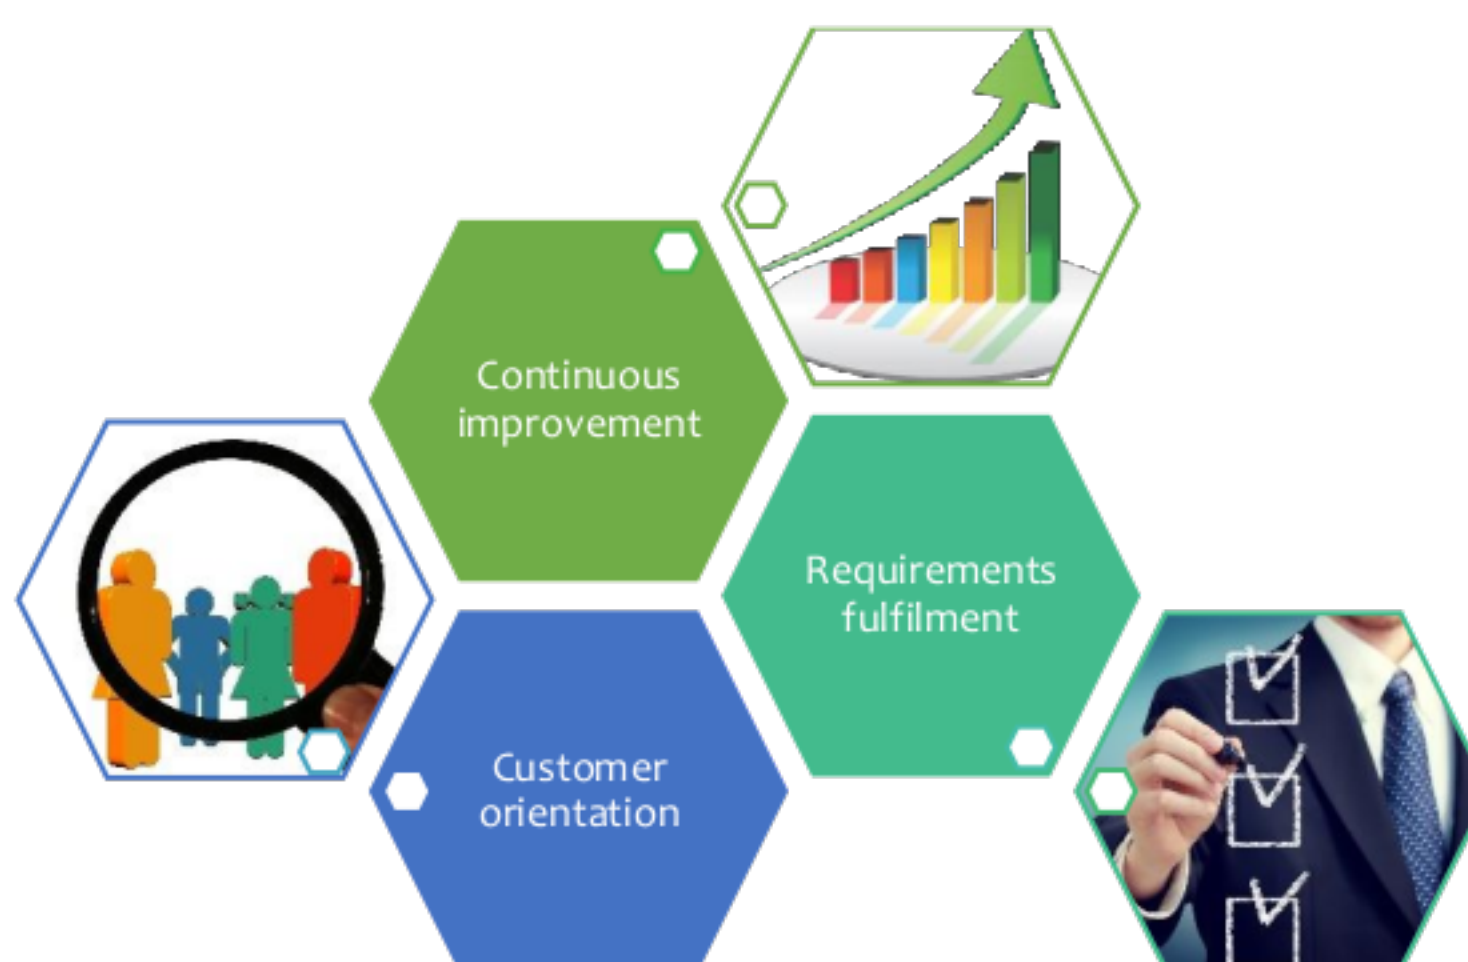 Continuous
improvement
Requirements
fulfilment
Customer
orientation